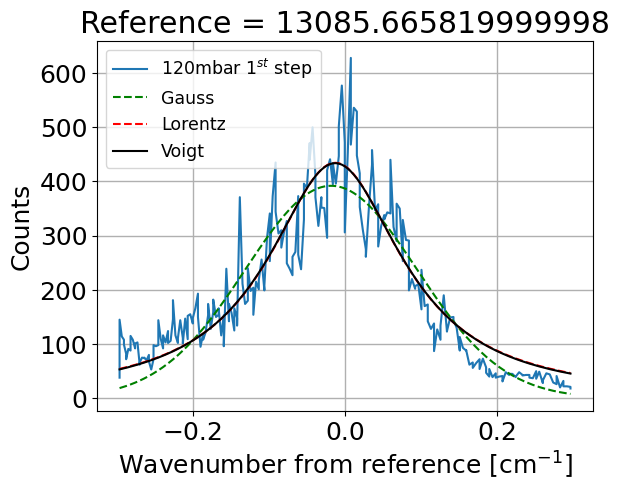 Reference = 13085.665819999998
120mbar 1st step
Gauss
Lorentz
Voigt
Counts
600
500
400
300
200
100
0
−0.2 0.0 0.2
Wavenumber from reference [cm⁻¹]